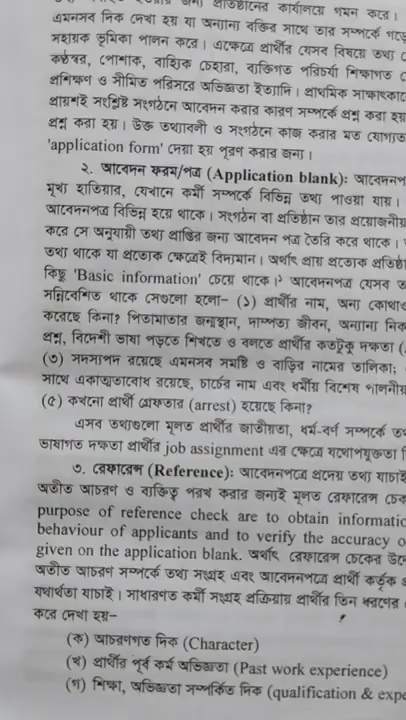 প্রতিষ্ঠানের কার্যালয়ে গমন করে।
এমনসব দিক দেখা হয় যা অন্যান্য বক্তির সাথে তার সম্পর্কে গড়ে
সহায়ক ভূমিকা পালন করে। এক্ষেত্রে প্রার্থীর যেসব বিষয়ে তথ্য
কণ্ঠস্বর, পোশাক, বাহ্যিক চেহারা, ব্যক্তিগত পরিচর্যা শিক্ষাগত
প্রশিক্ষণ ও সীমিত পরিসরে অভিজ্ঞতা ইত্যাদি। প্রাথমিক সাক্ষাৎকা
প্রায়শই সংশ্লিষ্ট সংগঠনে আবেদন করার কারণ সম্পর্কে প্রশ্ন করা হয়
প্রশ্ন করা হয়। উক্ত তথ্যাবলী ও সংগঠনে কাজ করার মত যোগ্যত
'application form' দেয়া হয় পূরণ করার জন্য।
২. আবেদন ফরম/পত্র (Application blank): আবেদনপ
মূখ্য হাতিয়ার, যেখানে কর্মী সম্পর্কে বিভিন্ন তথ্য পাওয়া যায়।
আবেদনপত্র বিভিন্ন হয়ে থাকে। সংগঠন বা প্রতিষ্ঠান তার প্রয়োজনীয়
করে সে অনুযায়ী তথ্য প্রাপ্তির জন্য আবেদন পত্র তৈরি করে থাকে।
তথ্য থাকে যা প্রত্যেক ক্ষেত্রেই বিদ্যমান। অর্থাৎ প্রায় প্রত্যেক প্রতিষ্ঠা
কিছু 'Basic information' চেয়ে থাকে।১ আবেদনপত্রে যেসব ত
সন্নিবেশিত থাকে সেগুলো হলো– (১) প্রার্থীর নাম, অন্য কোথাও
করেছে কিনা? পিতামাতার জন্মস্থান, দাম্পত্য জীবন, অন্যান্য নিক
প্রশ্ন, বিদেশী ভাষা পড়তে শিখতে ও বলতে প্রার্থীর কতটুকু দক্ষতা (
(৩) সদস্যপদ রয়েছে এমনসব সমষ্টি ও বাড়ির নামের তালিকা;
সাথে একাত্মতাবোধ রয়েছে, চার্চের নাম এবং ধর্মীয় বিশেষ পালনীয়
(৫) কখনো প্রার্থী গ্রেফতার (arrest) হয়েছে কিনা?
এসব তথ্যগুলো মূলত প্রার্থীর জাতীয়তা, ধর্ম-বর্ণ সম্পর্কে ত
ভাষাগত দক্ষতা প্রার্থীর job assignment এর ক্ষেত্রে যথোপযুক্ততা
৩. রেফারেন্স (Reference): আবেদনপত্রে প্রদেয় তথ্য যাচাই
অতীত আচরণ ও ব্যক্তিত্ব পরখ করার জন্যই মূলত রেফারেন্স চেক
purpose of reference check are to obtain informatic
behaviour of applicants and to verify the accuracy o
given on the application blank. অর্থাৎ রেফারেন্স চেকের উদ্দে
অতীত আচরণ সম্পর্কে তথ্য সংগ্রহ এবং আবেদনপত্রে প্রার্থী কর্তৃক
যথার্থতা যাচাই। সাধারণত কর্মী সংগ্রহ প্রক্রিয়ায় প্রার্থীর তিন ধরণের
করে দেখা হয়–
(ক) আচরণগত দিক (Character)
(খ) প্রার্থীর পূর্ব কর্ম অভিজ্ঞতা (Past work experience)
(গ) শিক্ষা, অভিজ্ঞতা সম্পর্কিত দিক (qualification & expe